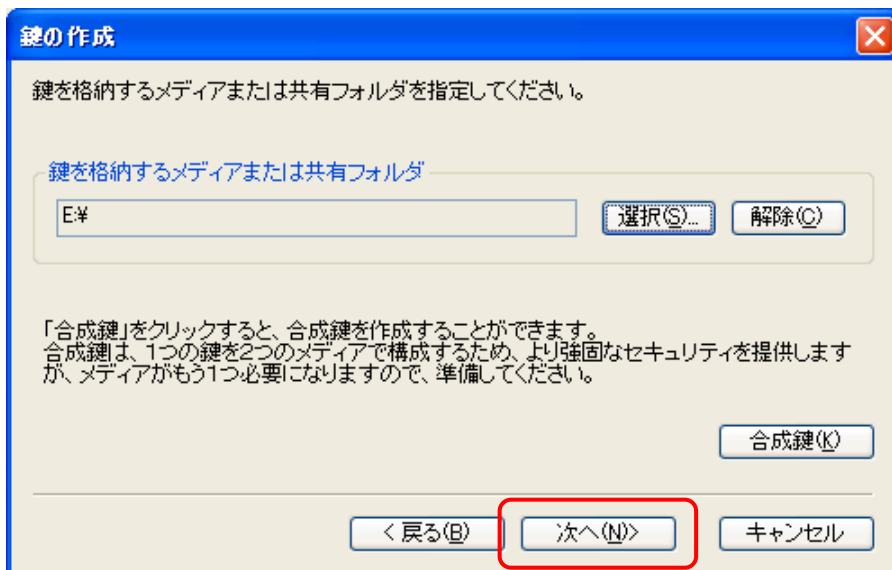 鍵の作成
鍵を格納するメディアまたは共有フォルダを指定してください。
鍵を格納するメディアまたは共有フォルダ
E:¥
選択(S)...
解除(C)
「合成鍵」をクリックすると、合成鍵を作成することができます。
合成鍵は、1つの鍵を2つのメディアで構成するため、より強固なセキュリティを提供します
が、メディアがもう1つ必要になりますので、準備してください。
合成鍵(K)
< 戻る(B)
次へ(N)>
キャンセル